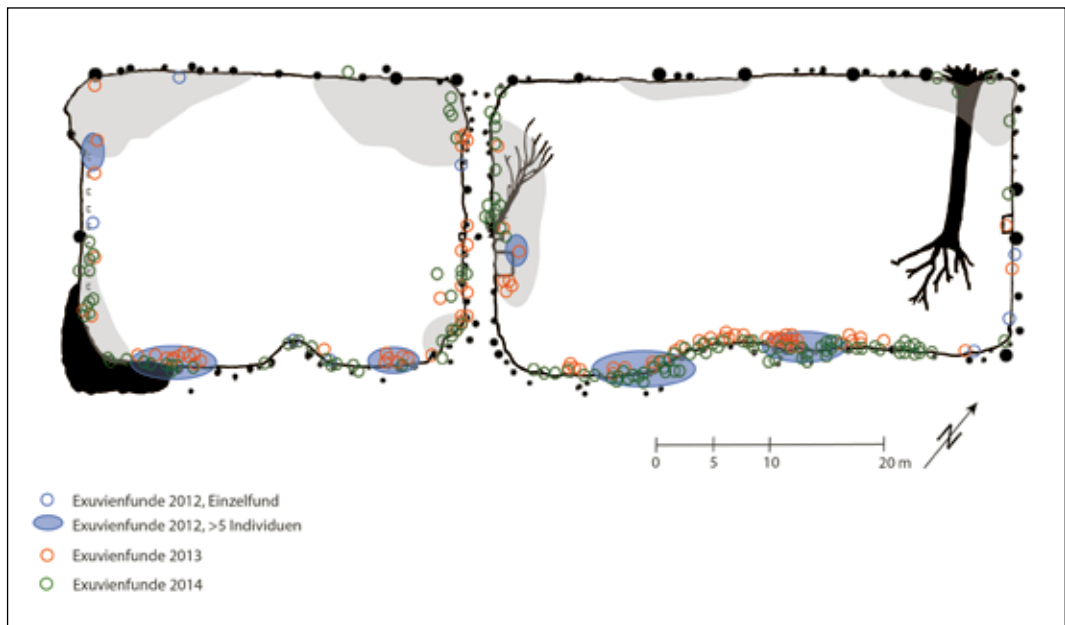 N
0 5 10 20 m
Exuvienfunde 2012, Einzelfund
Exuvienfunde 2012, >5 Individuen
Exuvienfunde 2013
Exuvienfunde 2014